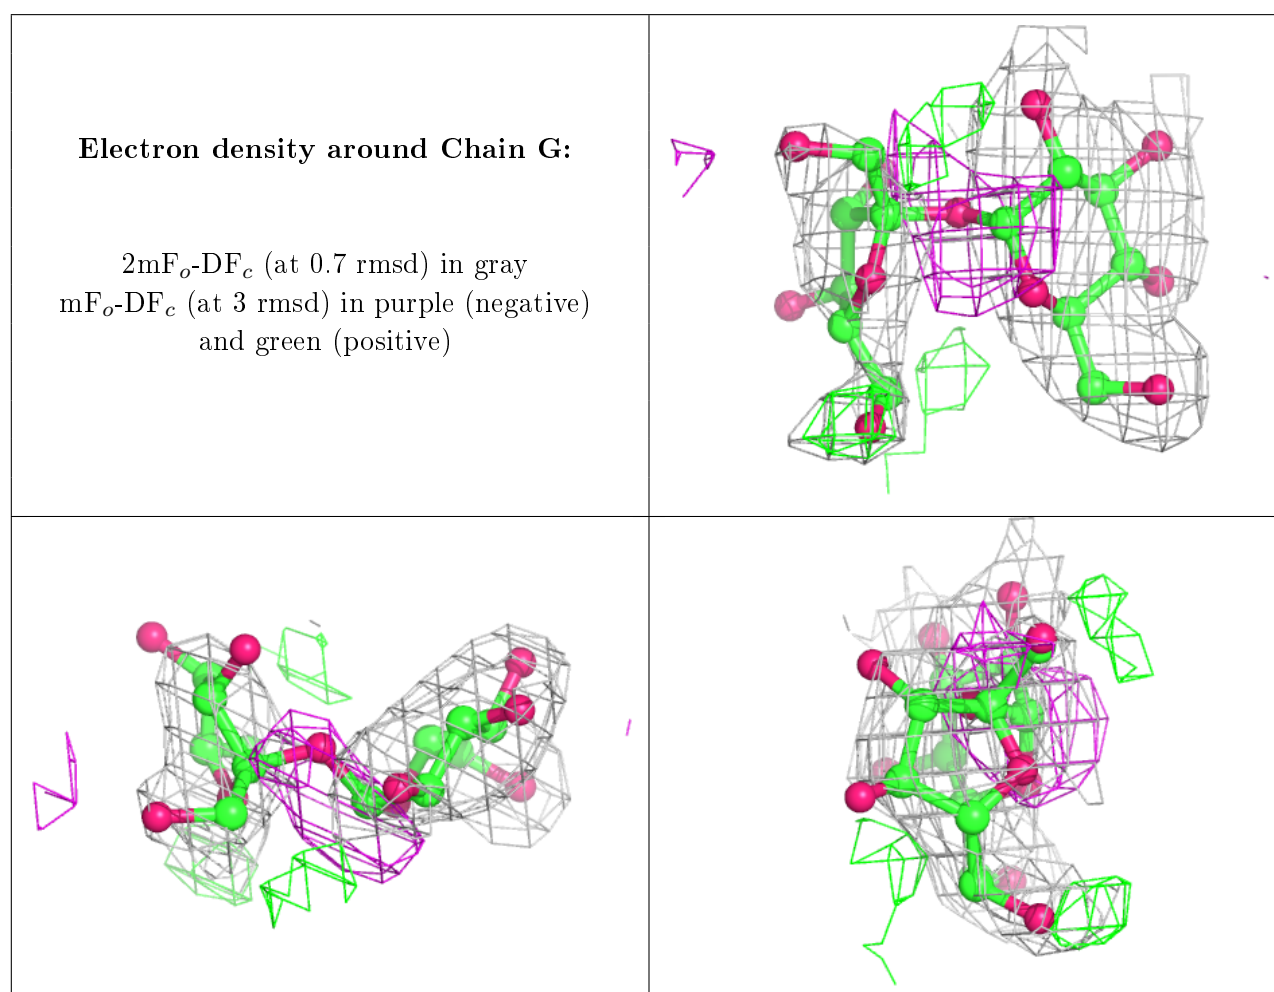 Electron density around Chain G:
2mFo-DFc (at 0.7 rmsd) in gray
mFo-DFc (at 3 rmsd) in purple (negative)
and green (positive)